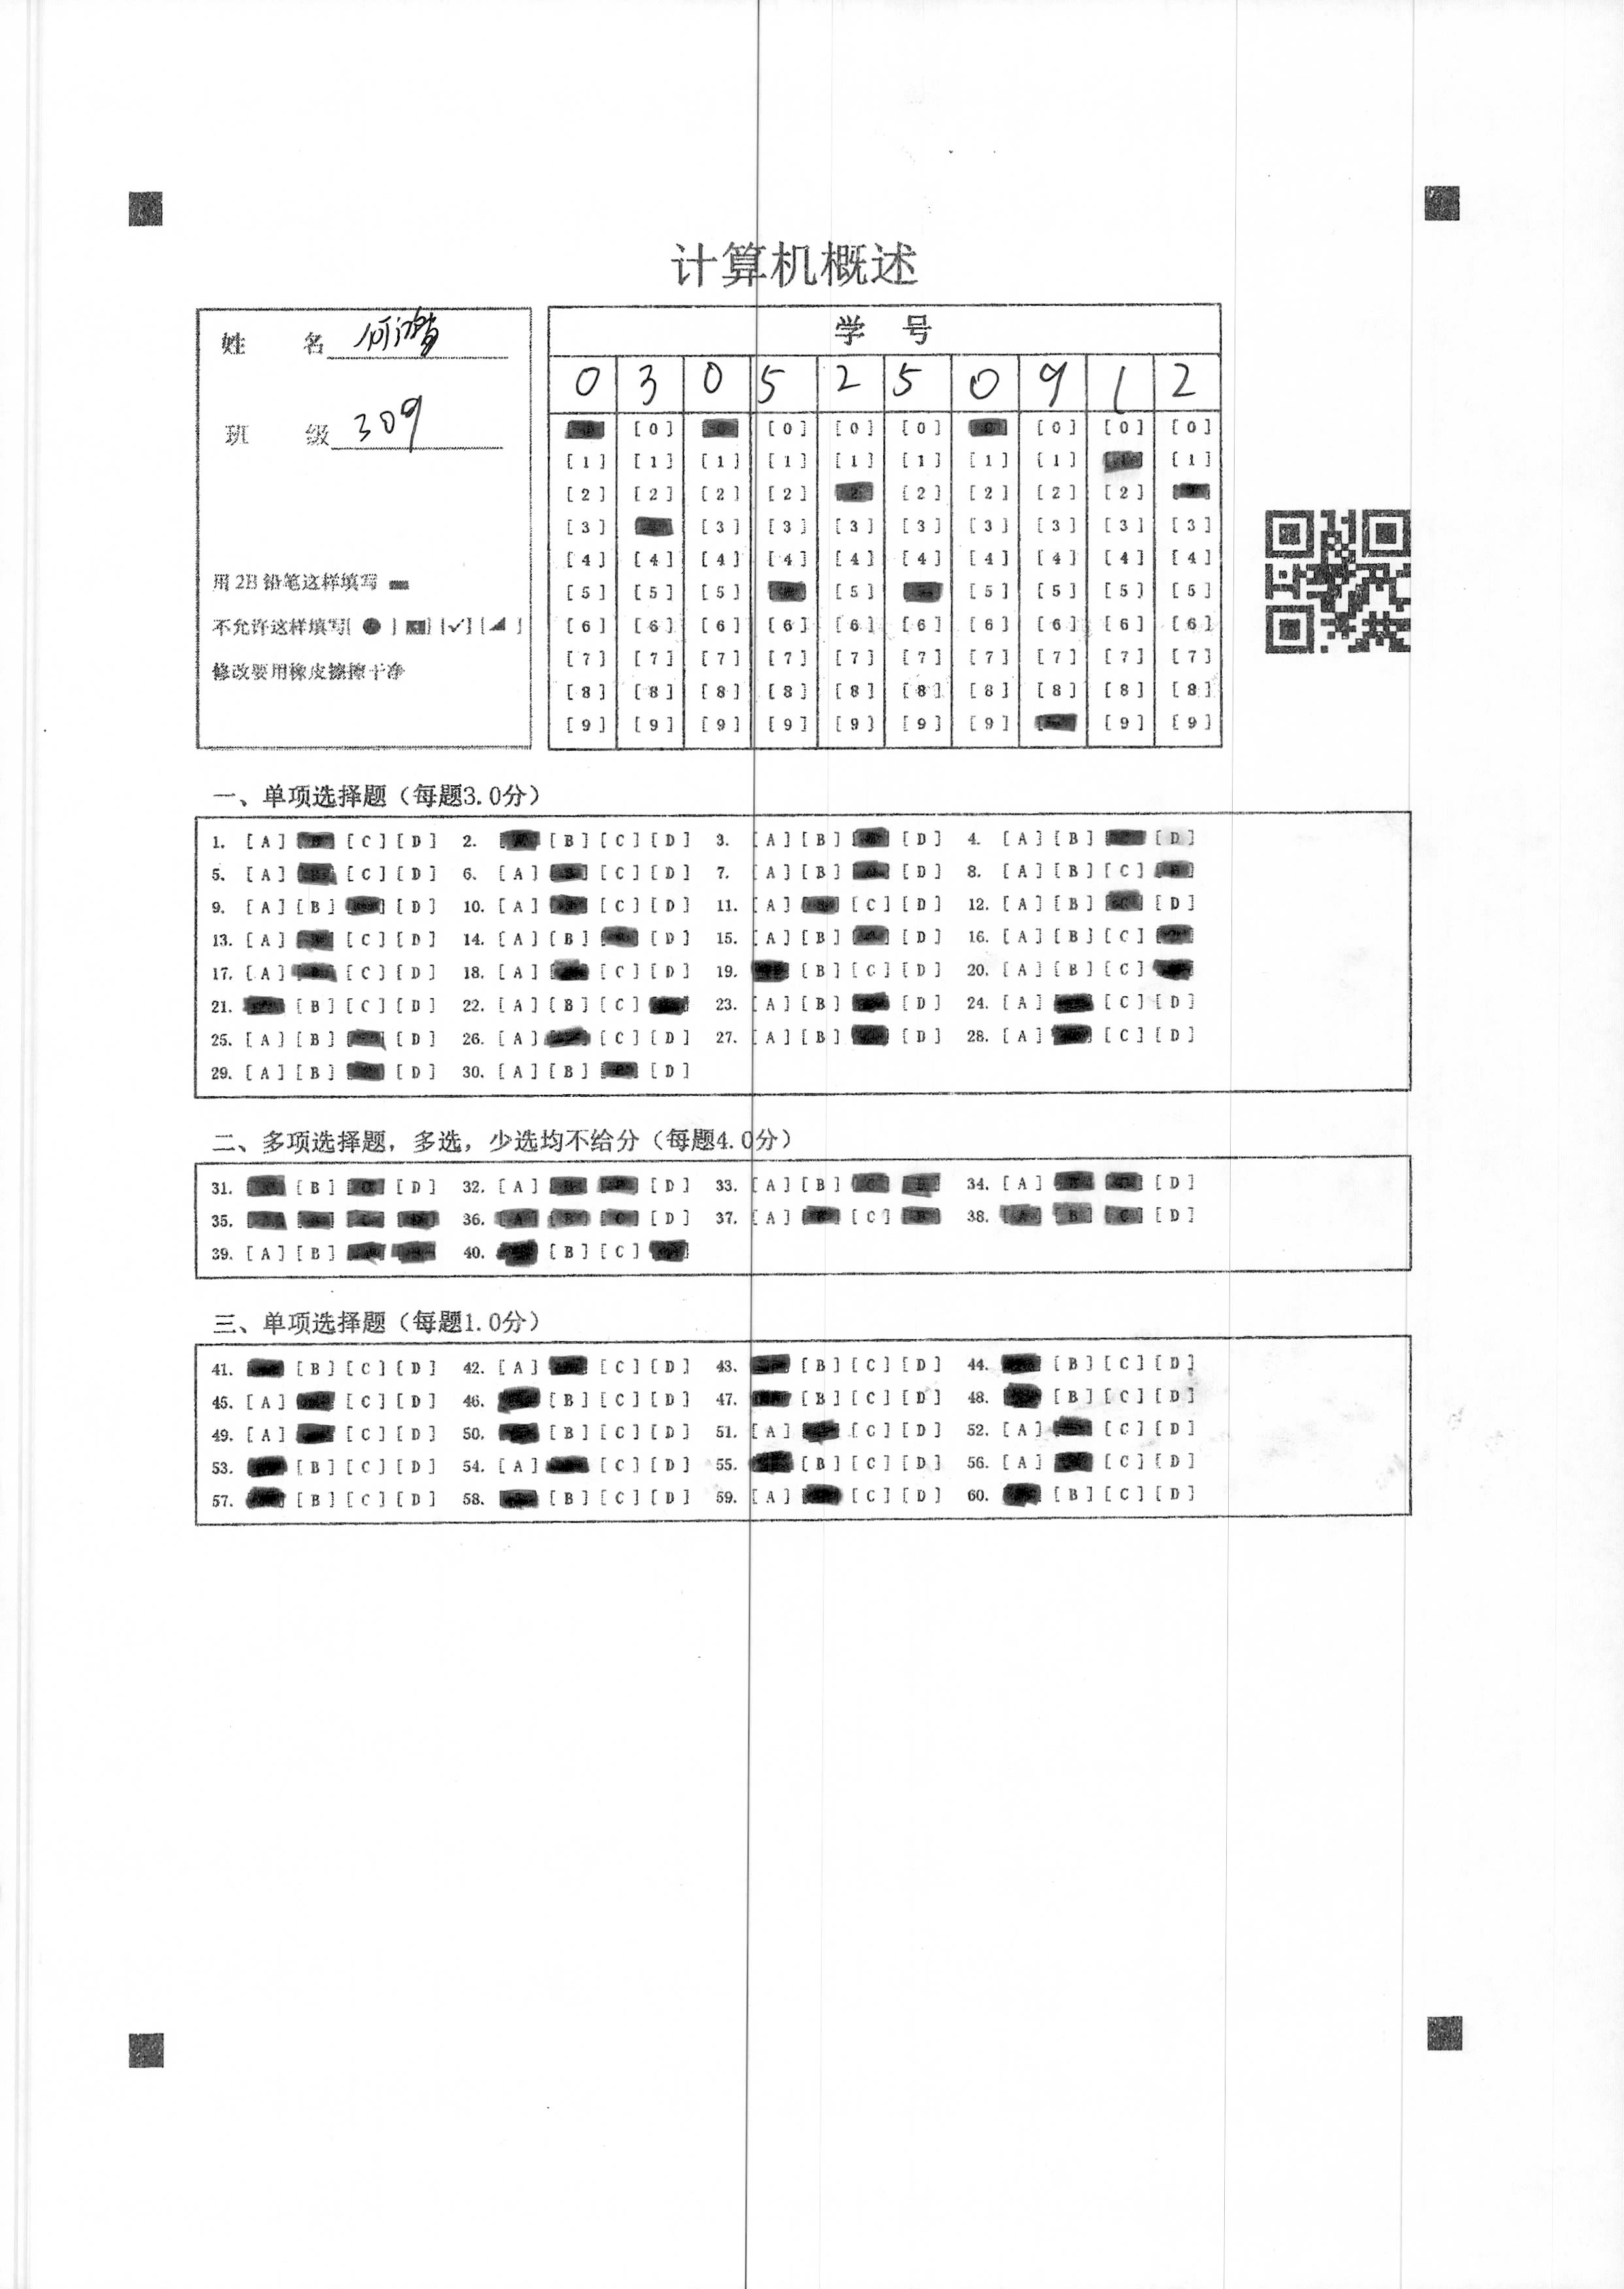 计算机概述
姓 名
班 级 309
用 2B 铅笔这样填写
不允许这样填写[ ● ] [✓] [◢ ]
修改要用橡皮擦擦干净
学 号
0 3 0 5 2 5 0 9 1 2
[0] [0] [0] [0] [0] [0] [0]
[1] [1] [1] [1] [1] [1] [1] [1] [1]
[2] [2] [2] [2] [2] [2] [2] [2]
[3] [3] [3] [3] [3] [3] [3] [3] [3]
[4] [4] [4] [4] [4] [4] [4] [4] [4] [4]
[5] [5] [5] [5] [5] [5] [5] [5]
[6] [6] [6] [6] [6] [6] [6] [6] [6] [6]
[7] [7] [7] [7] [7] [7] [7] [7] [7] [7]
[8] [8] [8] [8] [8] [8] [8] [8] [8] [8]
[9] [9] [9] [9] [9] [9] [9] [9] [9]
一、单项选择题（每题3.0分）
1. [A] [C] [D] 2. [B] [C] [D] 3. [A] [B] [D] 4. [A] [B] [D]
5. [A] [C] [D] 6. [A] [C] [D] 7. [A] [B] [D] 8. [A] [B] [C]
9. [A] [B] [D] 10. [A] [C] [D] 11. [A] [C] [D] 12. [A] [B] [D]
13. [A] [C] [D] 14. [A] [B] [D] 15. [A] [B] [D] 16. [A] [B] [C]
17. [A] [C] [D] 18. [A] [C] [D] 19. [B] [C] [D] 20. [A] [B] [C]
21. [B] [C] [D] 22. [A] [B] [C] 23. [A] [B] [D] 24. [A] [C] [D]
25. [A] [B] [D] 26. [A] [C] [D] 27. [A] [B] [D] 28. [A] [C] [D]
29. [A] [B] [D] 30. [A] [B] [D]
二、多项选择题，多选，少选均不给分（每题4.0分）
31. [B] [D] 32. [A] [D] 33. [A] [B] 34. [A] [D]
35. 36. [A] [B] [C] [D] 37. [A] [C] 38. [A] [B] [C] [D]
39. [A] [B] 40. [B] [C]
三、单项选择题（每题1.0分）
41. [B] [C] [D] 42. [A] [C] [D] 43. [B] [C] [D] 44. [B] [C] [D]
45. [A] [C] [D] 46. [B] [C] [D] 47. [B] [C] [D] 48. [B] [C] [D]
49. [A] [C] [D] 50. [B] [C] [D] 51. [A] [C] [D] 52. [A] [C] [D]
53. [B] [C] [D] 54. [A] [C] [D] 55. [B] [C] [D] 56. [A] [C] [D]
57. [B] [C] [D] 58. [B] [C] [D] 59. [A] [C] [D] 60. [B] [C] [D]